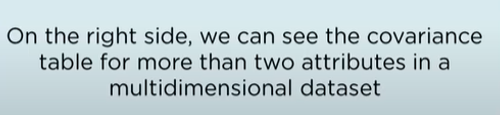 On the right side, we can see the covariance
table for more than two attributes in a
multidimensional dataset